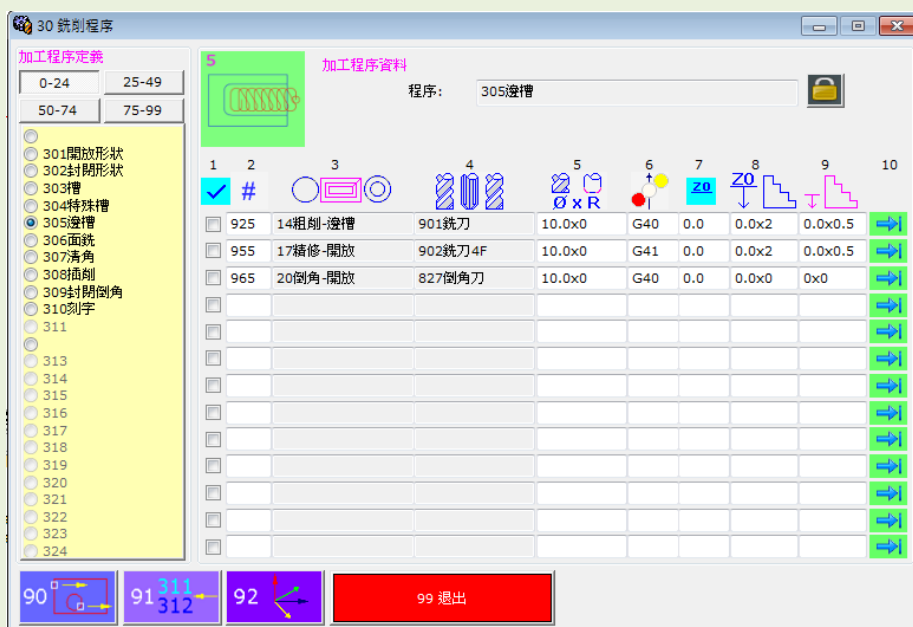 30 銑削程序
加工程序定義
0-24 25-49
50-74 75-99
301開放形狀
302封閉形狀
303槽
304特殊槽
305邊槽
306面銑
307清角
308插削
309封閉倒角
310刻字
311
313
314
315
316
317
318
319
320
321
322
323
324
5
加工程序資料
程序: 305邊槽
1 2 3 4 5 6 7 8 9 10
# Ø x R Z0 Z0
925 14粗削-邊槽 901銑刀 10.0x0 G40 0.0 0.0x2 0.0x0.5
955 17精修-開放 902銑刀4F 10.0x0 G41 0.0 0.0x2 0.0x0.5
965 20倒角-開放 827倒角刀 10.0x0 G40 0.0 0.0x0 0x0
90 91 311 312 92 99 退出